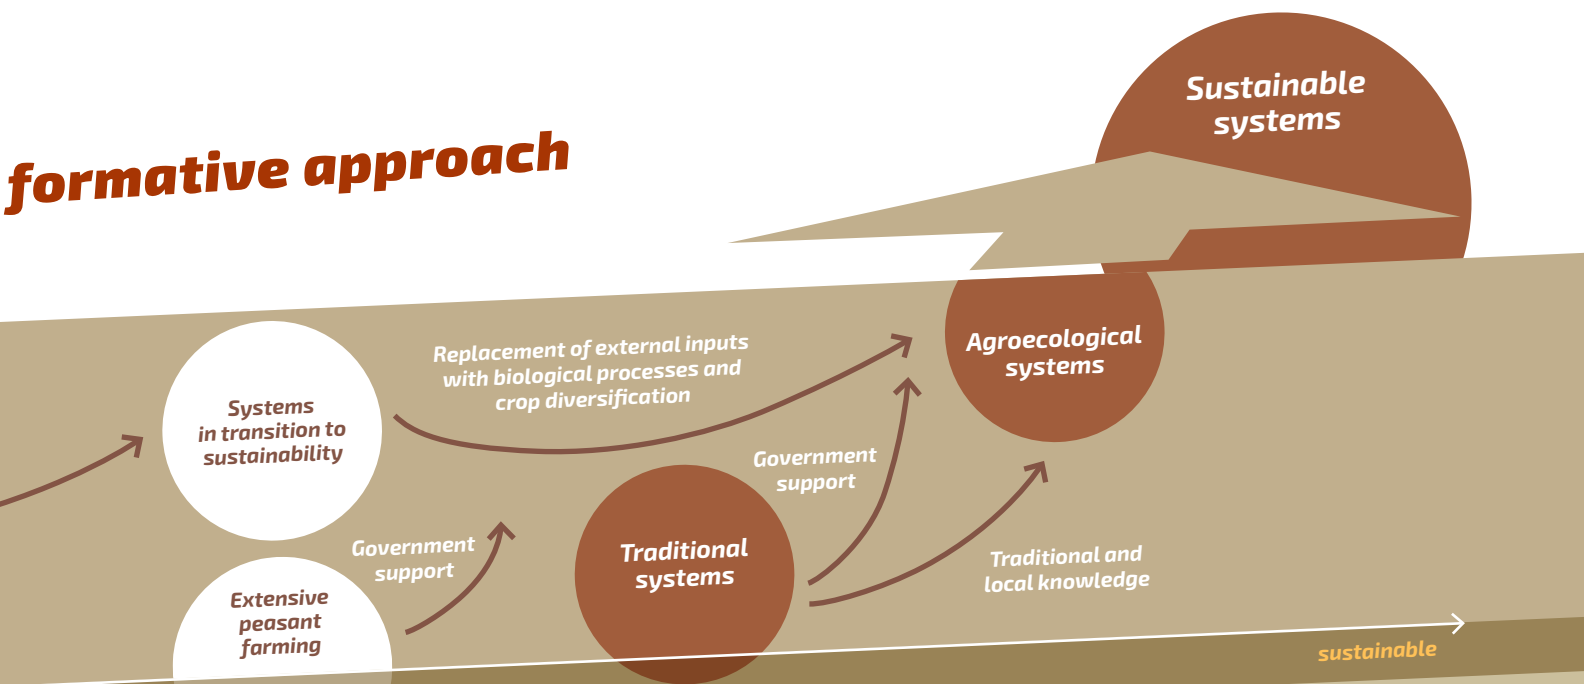 formative approach
Sustainable
systems
Replacement of external inputs
with biological processes and
crop diversification
Agroecological
systems
Systems
in transition to
sustainability
Government
support
Government
support
Traditional
systems
Traditional and
local knowledge
Extensive
peasant
farming
sustainable